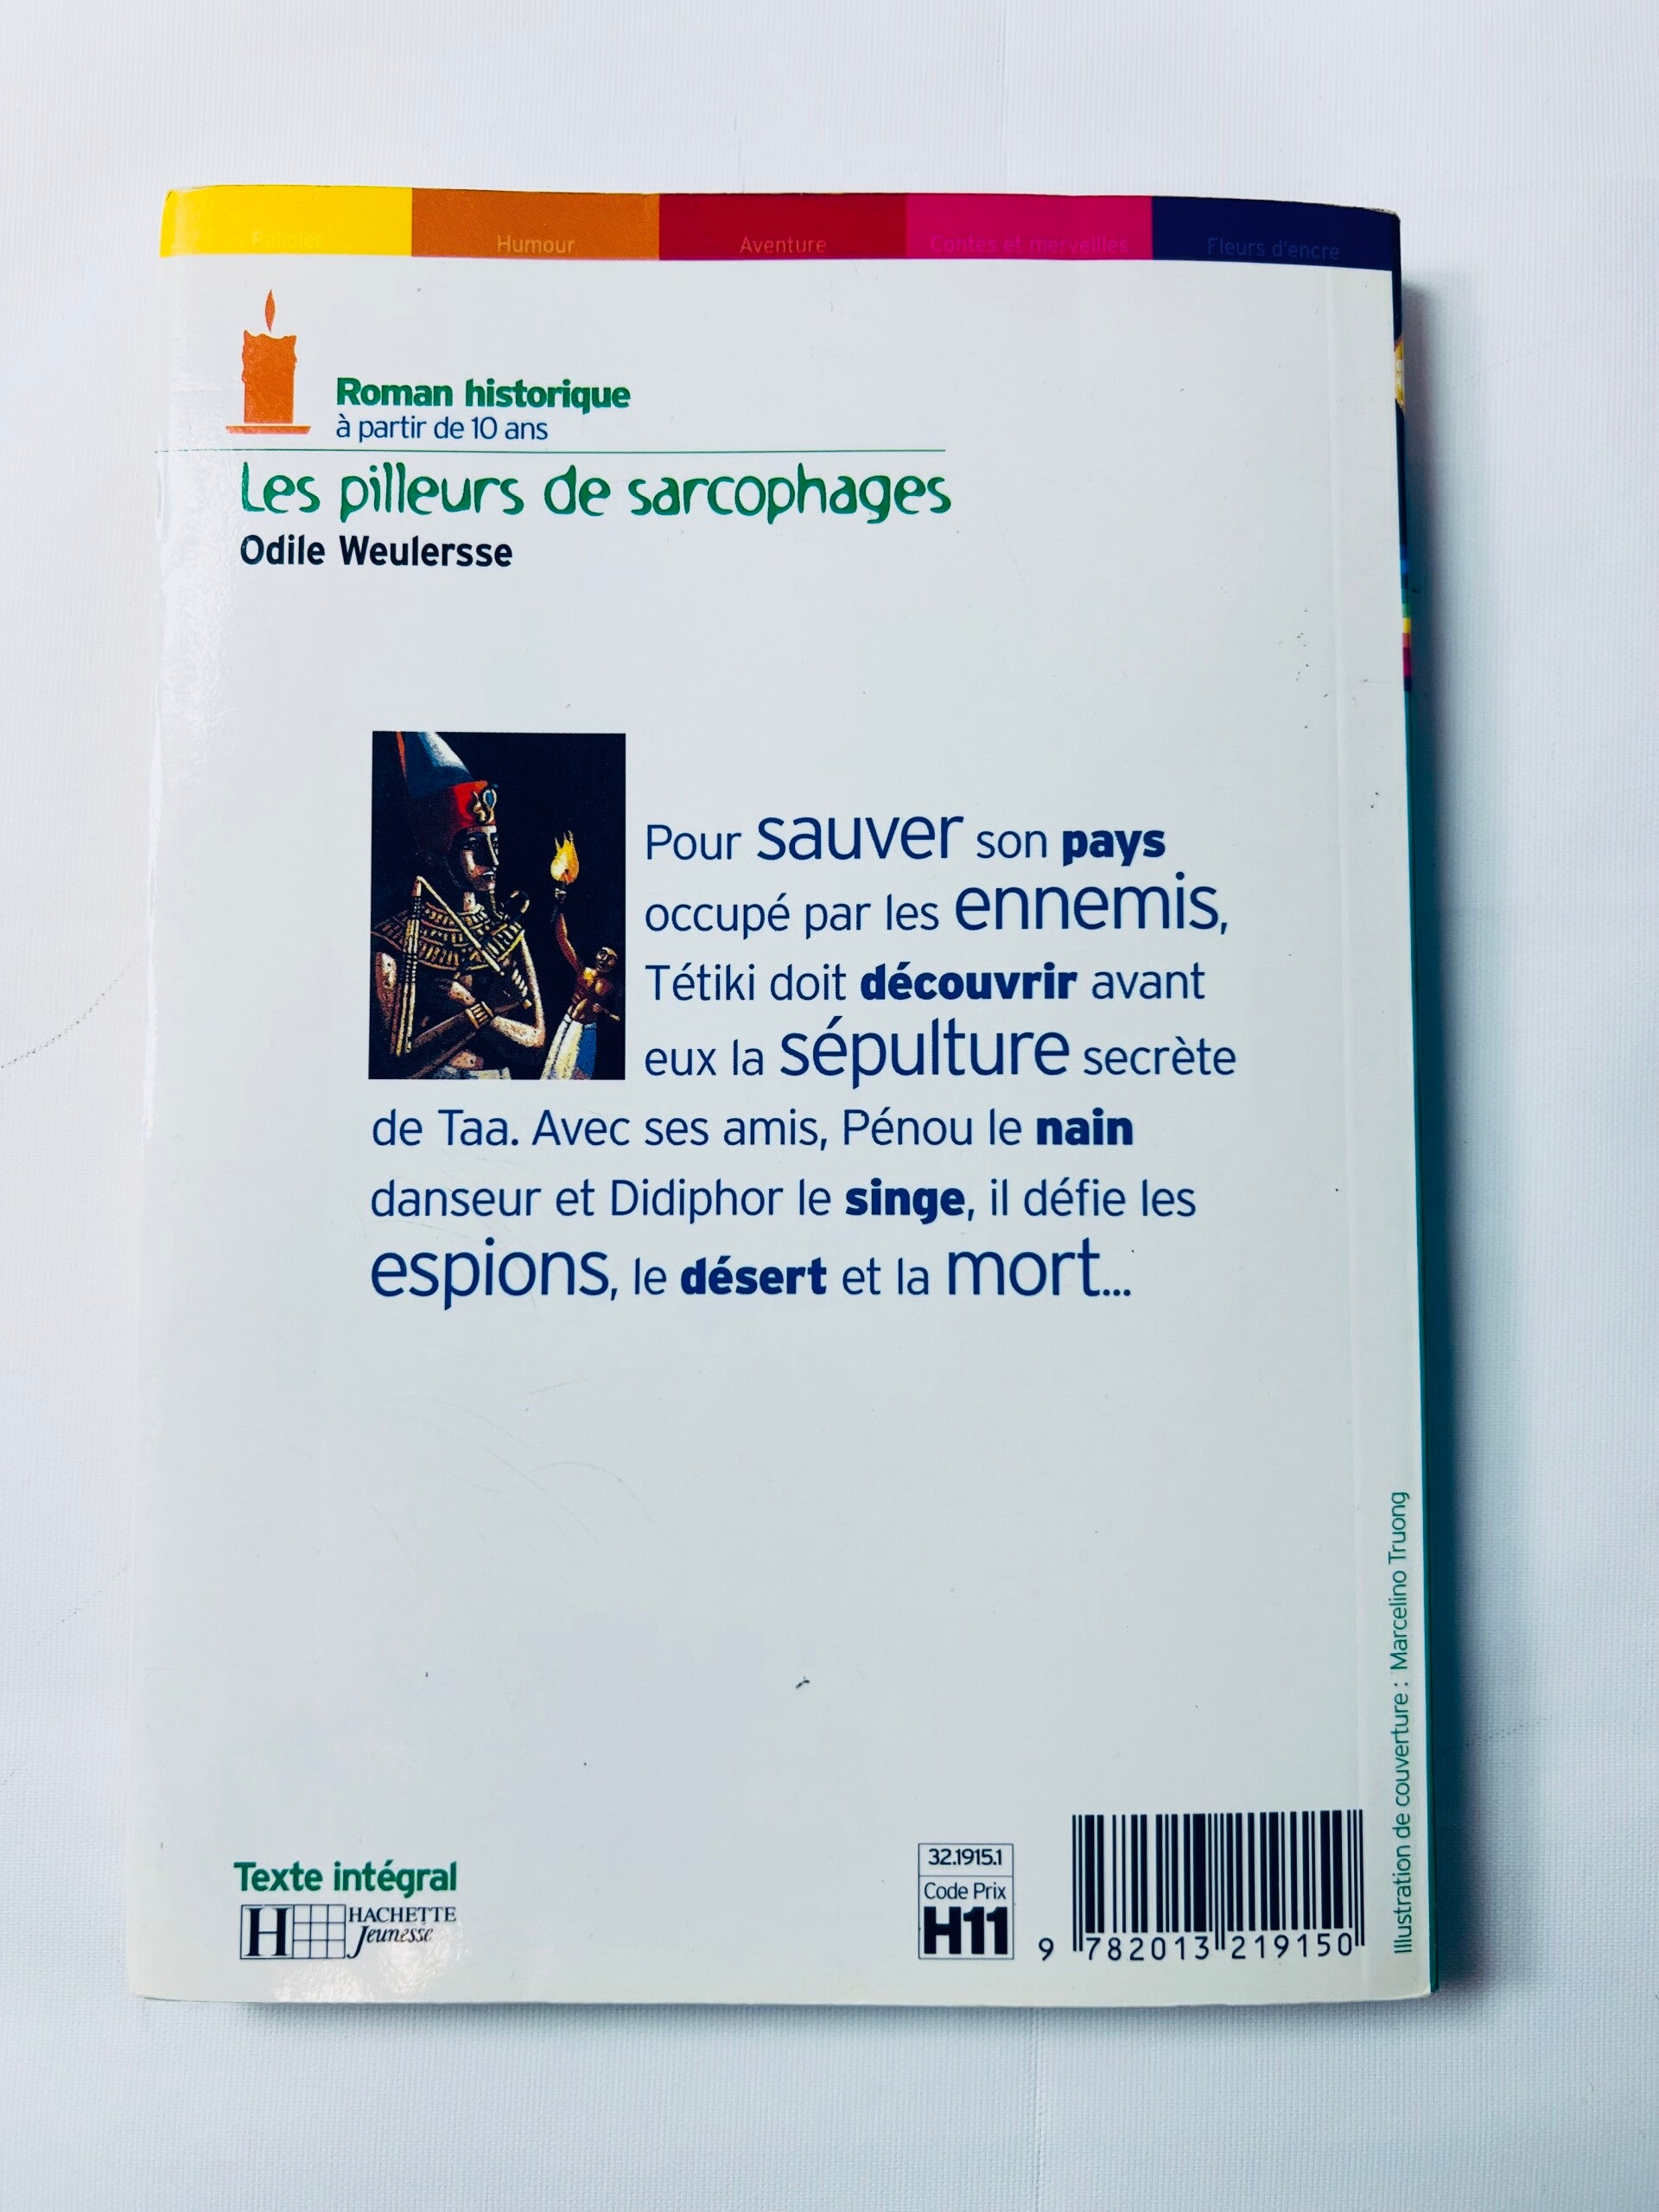 Policier Humour Aventure Contes et merveilles Fleurs d'encre
Roman historique
à partir de 10 ans
Les pilleurs de sarcophages
Odile Weulersse
Pour sauver son pays
occupé par les ennemis,
Tétiki doit découvrir avant
eux la sépulture secrète
de Taa. Avec ses amis, Pénou le nain
danseur et Didiphor le singe, il défie les
espions, le désert et la mort...
Texte intégral
H HACHETTE
Jeunesse
32.1915.1
Code Prix
H11
9 782013 219150
Illustration de couverture : Marcelino Truong